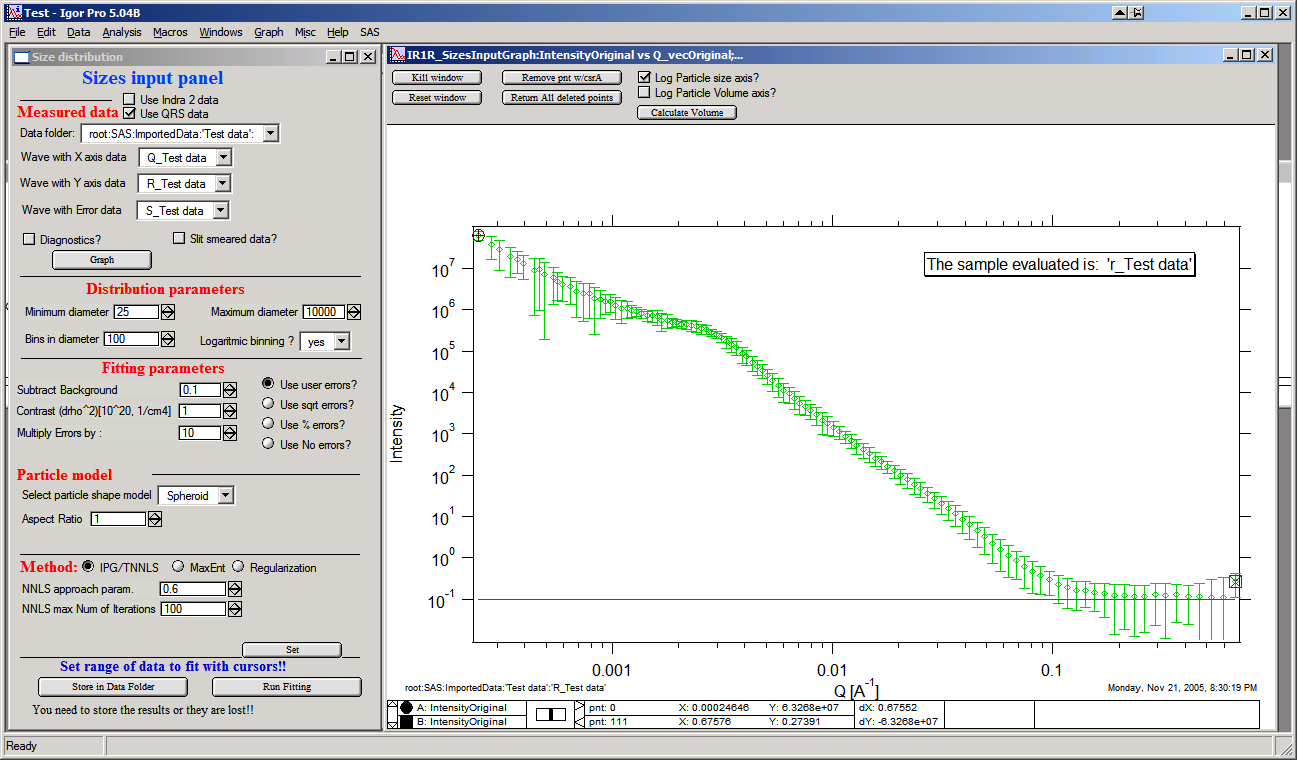 Test - Igor Pro 5.04B
File Edit Data Analysis Macros Windows Graph Misc Help SAS
Size distribution
Sizes input panel
Use Indra 2 data
Measured data Use QRS data
Data folder: root:SAS:ImportedData:'Test data':
Wave with X axis data Q_Test data
Wave with Y axis data R_Test data
Wave with Error data S_Test data
Diagnostics? Slit smeared data?
Graph
Distribution parameters
Minimum diameter 25 Maximum diameter 10000
Bins in diameter 100 Logaritmic binning ? yes
Fitting parameters
Subtract Background 0.1
Contrast (drho^2)[10^20, 1/cm4] 1
Multiply Errors by : 10
Use user errors?
Use sqrt errors?
Use % errors?
Use No errors?
Particle model
Select particle shape model Spheroid
Aspect Ratio 1
Method: IPG/TNNLS MaxEnt Regularization
NNLS approach param. 0.6
NNLS max Num of Iterations 100
Set
Set range of data to fit with cursors!!
Store in Data Folder Run Fitting
You need to store the results or they are lost!!
IR1R_SizesInputGraph:IntensityOriginal vs Q_vecOriginal;...
Kill window Remove pnt w/csrA Log Particle size axis?
Reset window Return All deleted points Log Particle Volume axis?
Calculate Volume
The sample evaluated is: 'r_Test data'
Intensity
10^7
10^6
10^5
10^4
10^3
10^2
10^1
10^0
10^-1
0.001 0.01 0.1
Q [A^-1]
root:SAS:ImportedData:'Test data':'R_Test data' Monday, Nov 21, 2005, 8:30:19 PM
A: IntensityOriginal pnt: 0 X: 0.00024646 Y: 6.3268e+07 dX: 0.67552
B: IntensityOriginal pnt: 111 X: 0.67576 Y: 0.27391 dY: -6.3268e+07
Ready